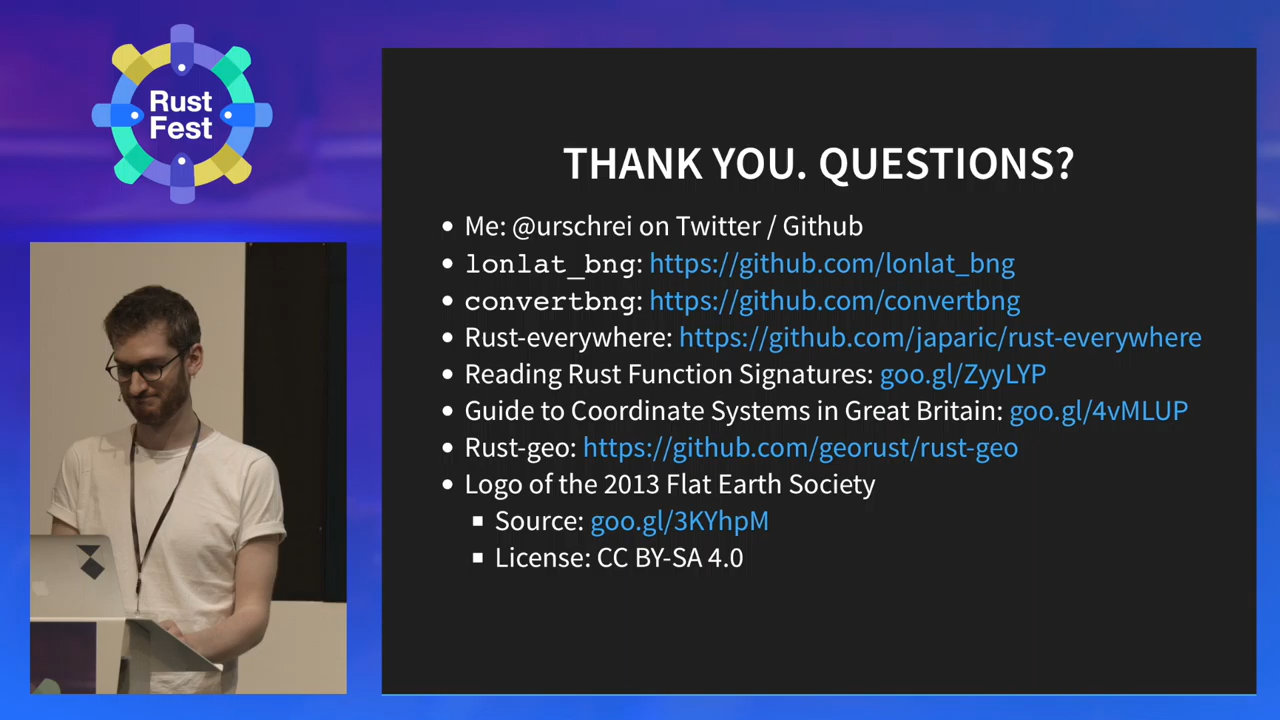 Rust
Fest
THANK YOU. QUESTIONS?
Me: @urschrei on Twitter / Github
lonlat_bng: https://github.com/lonlat_bng
convertbng: https://github.com/convertbng
Rust-everywhere: https://github.com/japaric/rust-everywhere
Reading Rust Function Signatures: goo.gl/ZyyLYP
Guide to Coordinate Systems in Great Britain: goo.gl/4vMLUP
Rust-geo: https://github.com/georust/rust-geo
Logo of the 2013 Flat Earth Society
Source: goo.gl/3KYhpM
License: CC BY-SA 4.0